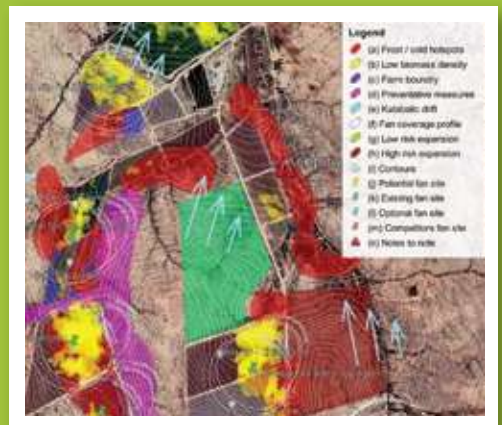 Legend
(a) Frost / cold hotspots
(b) Low biomass density
(c) Farm boundry
(d) Preventative measures
(e) Katabatic drift
(f) Fan coverage profile
(g) Low risk expansion
(h) High risk expansion
(i) Contours
(j) Potential fan site
(k) Existing fan site
(l) Optional fan site
(m) Competitors fan site
(n) Notes to note